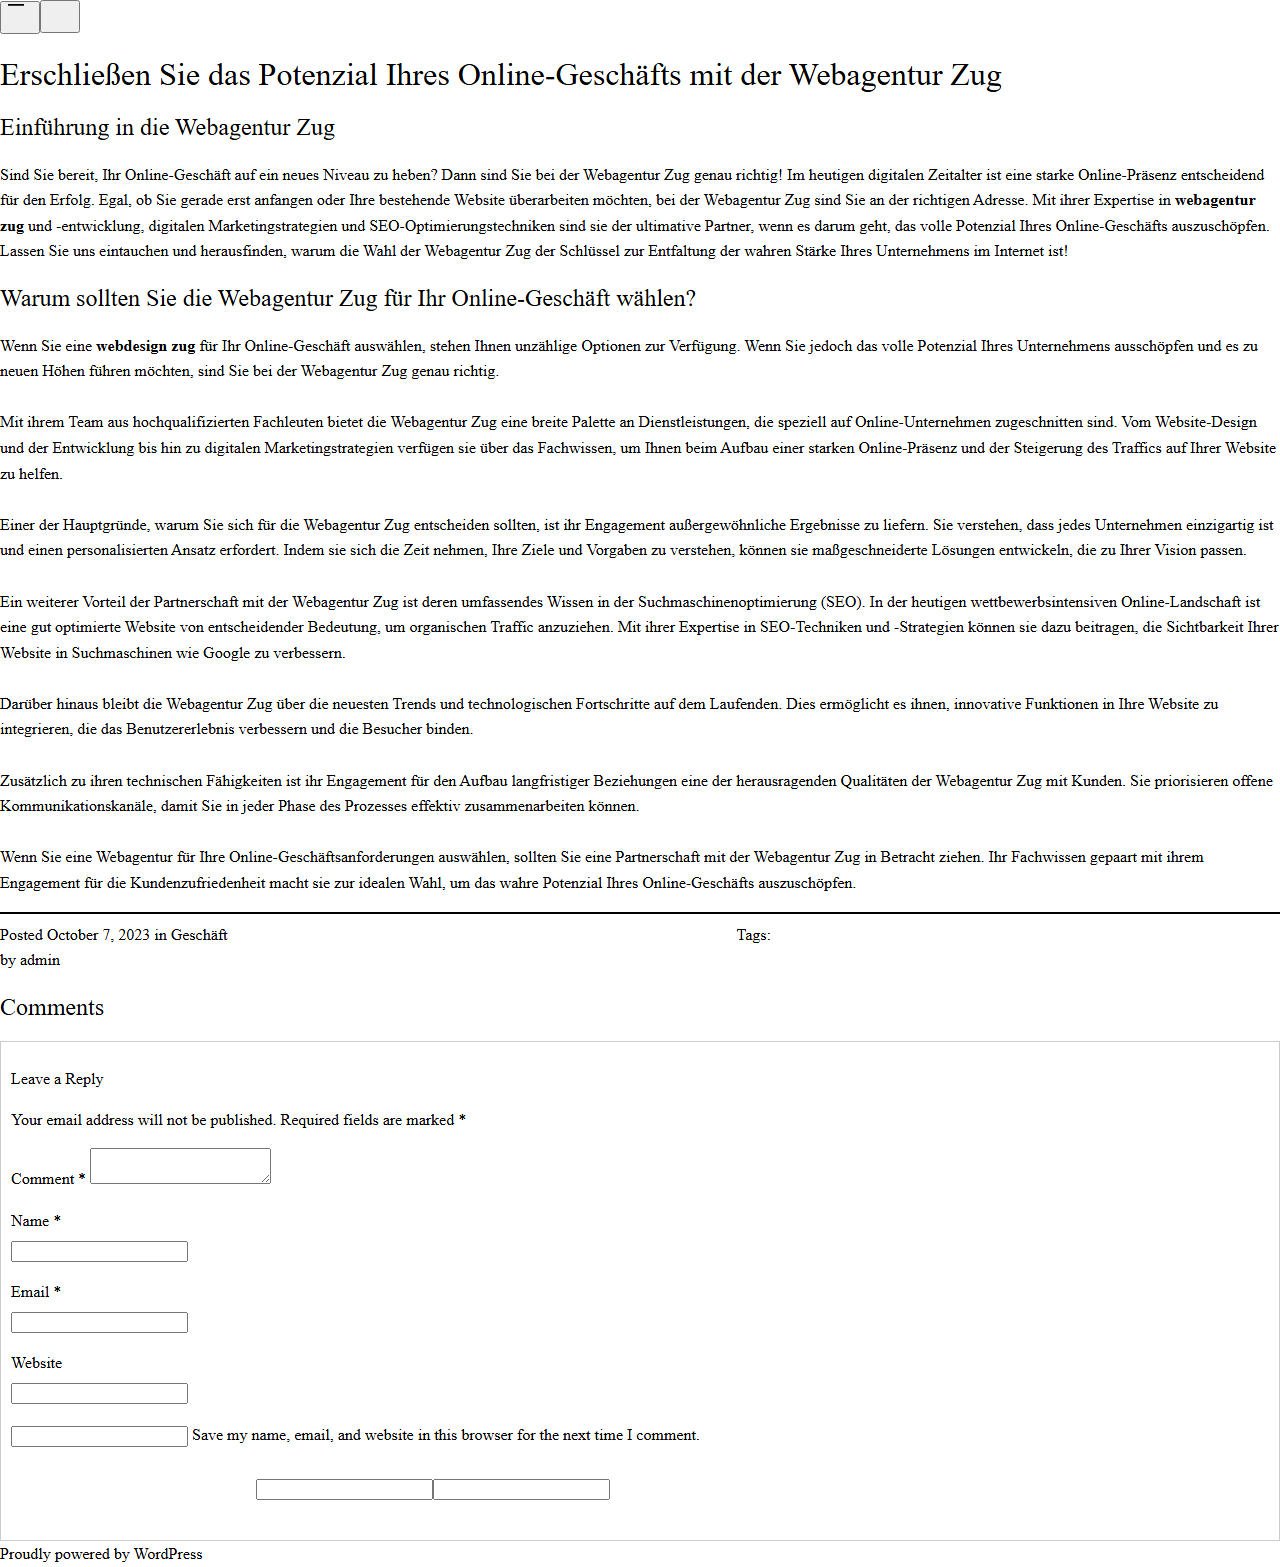 Erschließen Sie das Potenzial Ihres Online-Geschäfts mit der Webagentur Zug
Einführung in die Webagentur Zug
Sind Sie bereit, Ihr Online-Geschäft auf ein neues Niveau zu heben? Dann sind Sie bei der Webagentur Zug genau richtig! Im heutigen digitalen Zeitalter ist eine starke Online-Präsenz entscheidend
für den Erfolg. Egal, ob Sie gerade erst anfangen oder Ihre bestehende Website überarbeiten möchten, bei der Webagentur Zug sind Sie an der richtigen Adresse. Mit ihrer Expertise in webagentur
zug und -entwicklung, digitalen Marketingstrategien und SEO-Optimierungstechniken sind sie der ultimative Partner, wenn es darum geht, das volle Potenzial Ihres Online-Geschäfts auszuschöpfen.
Lassen Sie uns eintauchen und herausfinden, warum die Wahl der Webagentur Zug der Schlüssel zur Entfaltung der wahren Stärke Ihres Unternehmens im Internet ist!
Warum sollten Sie die Webagentur Zug für Ihr Online-Geschäft wählen?
Wenn Sie eine webdesign zug für Ihr Online-Geschäft auswählen, stehen Ihnen unzählige Optionen zur Verfügung. Wenn Sie jedoch das volle Potenzial Ihres Unternehmens ausschöpfen und es zu
neuen Höhen führen möchten, sind Sie bei der Webagentur Zug genau richtig.
Mit ihrem Team aus hochqualifizierten Fachleuten bietet die Webagentur Zug eine breite Palette an Dienstleistungen, die speziell auf Online-Unternehmen zugeschnitten sind. Vom Website-Design
und der Entwicklung bis hin zu digitalen Marketingstrategien verfügen sie über das Fachwissen, um Ihnen beim Aufbau einer starken Online-Präsenz und der Steigerung des Traffics auf Ihrer Website
zu helfen.
Einer der Hauptgründe, warum Sie sich für die Webagentur Zug entscheiden sollten, ist ihr Engagement außergewöhnliche Ergebnisse zu liefern. Sie verstehen, dass jedes Unternehmen einzigartig ist
und einen personalisierten Ansatz erfordert. Indem sie sich die Zeit nehmen, Ihre Ziele und Vorgaben zu verstehen, können sie maßgeschneiderte Lösungen entwickeln, die zu Ihrer Vision passen.
Ein weiterer Vorteil der Partnerschaft mit der Webagentur Zug ist deren umfassendes Wissen in der Suchmaschinenoptimierung (SEO). In der heutigen wettbewerbsintensiven Online-Landschaft ist
eine gut optimierte Website von entscheidender Bedeutung, um organischen Traffic anzuziehen. Mit ihrer Expertise in SEO-Techniken und -Strategien können sie dazu beitragen, die Sichtbarkeit Ihrer
Website in Suchmaschinen wie Google zu verbessern.
Darüber hinaus bleibt die Webagentur Zug über die neuesten Trends und technologischen Fortschritte auf dem Laufenden. Dies ermöglicht es ihnen, innovative Funktionen in Ihre Website zu
integrieren, die das Benutzererlebnis verbessern und die Besucher binden.
Zusätzlich zu ihren technischen Fähigkeiten ist ihr Engagement für den Aufbau langfristiger Beziehungen eine der herausragenden Qualitäten der Webagentur Zug mit Kunden. Sie priorisieren offene
Kommunikationskanäle, damit Sie in jeder Phase des Prozesses effektiv zusammenarbeiten können.
Wenn Sie eine Webagentur für Ihre Online-Geschäftsanforderungen auswählen, sollten Sie eine Partnerschaft mit der Webagentur Zug in Betracht ziehen. Ihr Fachwissen gepaart mit ihrem
Engagement für die Kundenzufriedenheit macht sie zur idealen Wahl, um das wahre Potenzial Ihres Online-Geschäfts auszuschöpfen.
Posted October 7, 2023 in Geschäft
by admin
Tags:
Comments
Leave a Reply
Your email address will not be published. Required fields are marked *
Comment *
Name *
Email *
Website
Save my name, email, and website in this browser for the next time I comment.
Proudly powered by WordPress